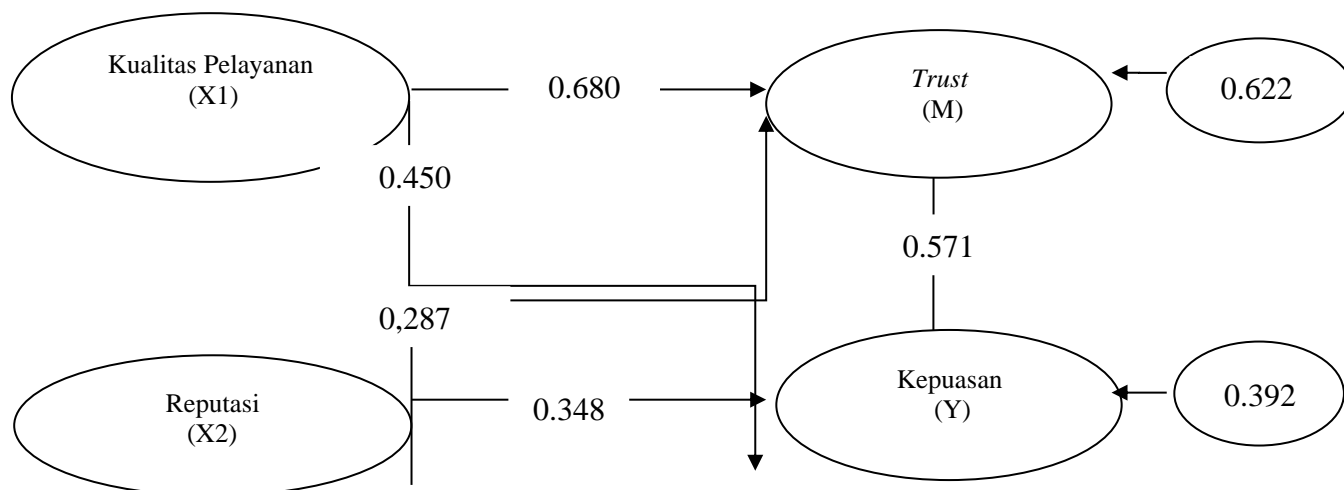 Kualitas Pelayanan
(X1)
0.680
Trust
(M)
0.622
0.450
0.571
0,287
Reputasi
(X2)
0.348
Kepuasan
(Y)
0.392